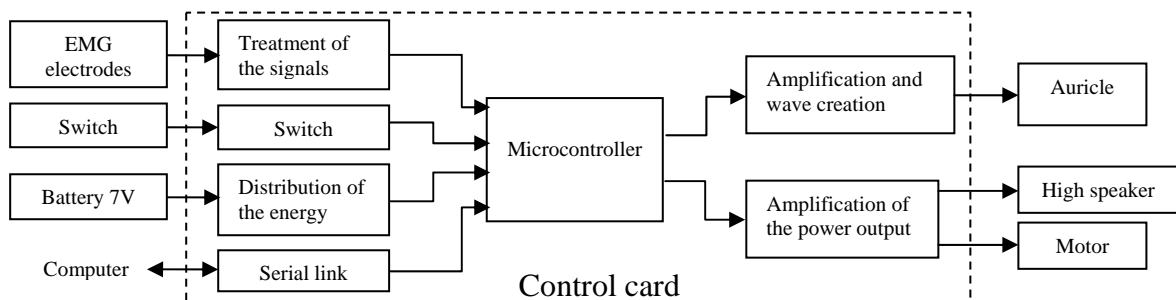 EMG
electrodes
Treatment of
the signals
Switch
Switch
Battery 7V
Distribution of
the energy
Computer
Serial link
Microcontroller
Amplification and
wave creation
Auricle
Amplification of
the power output
High speaker
Motor
Control card